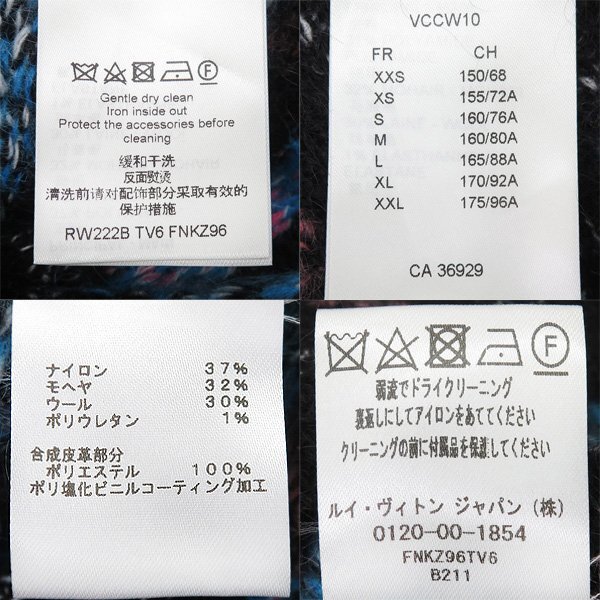 Gentle dry clean
Iron inside out
Protect the accessories before
cleaning
缓和干洗
反面熨烫
清洗前请对配饰部分采取有效的
保护措施
RW222B TV6 FNKZ96
VCCW10
FR CH
XXS 150/68
XS 155/72A
S 160/76A
M 160/80A
L 165/88A
XL 170/92A
XXL 175/96A
CA 36929
ナイロン 37%
モヘヤ 32%
ウール 30%
ポリウレタン 1%
合成皮革部分
ポリエステル 100%
ポリ塩化ビニルコーティング加工
F
弱流でドライクリーニング
裏返しにしてアイロンをあててください
クリーニングの前に付属品を保護してください
ルイ・ヴィトン ジャパン (株)
0120-00-1854
FNKZ96TV6
B211